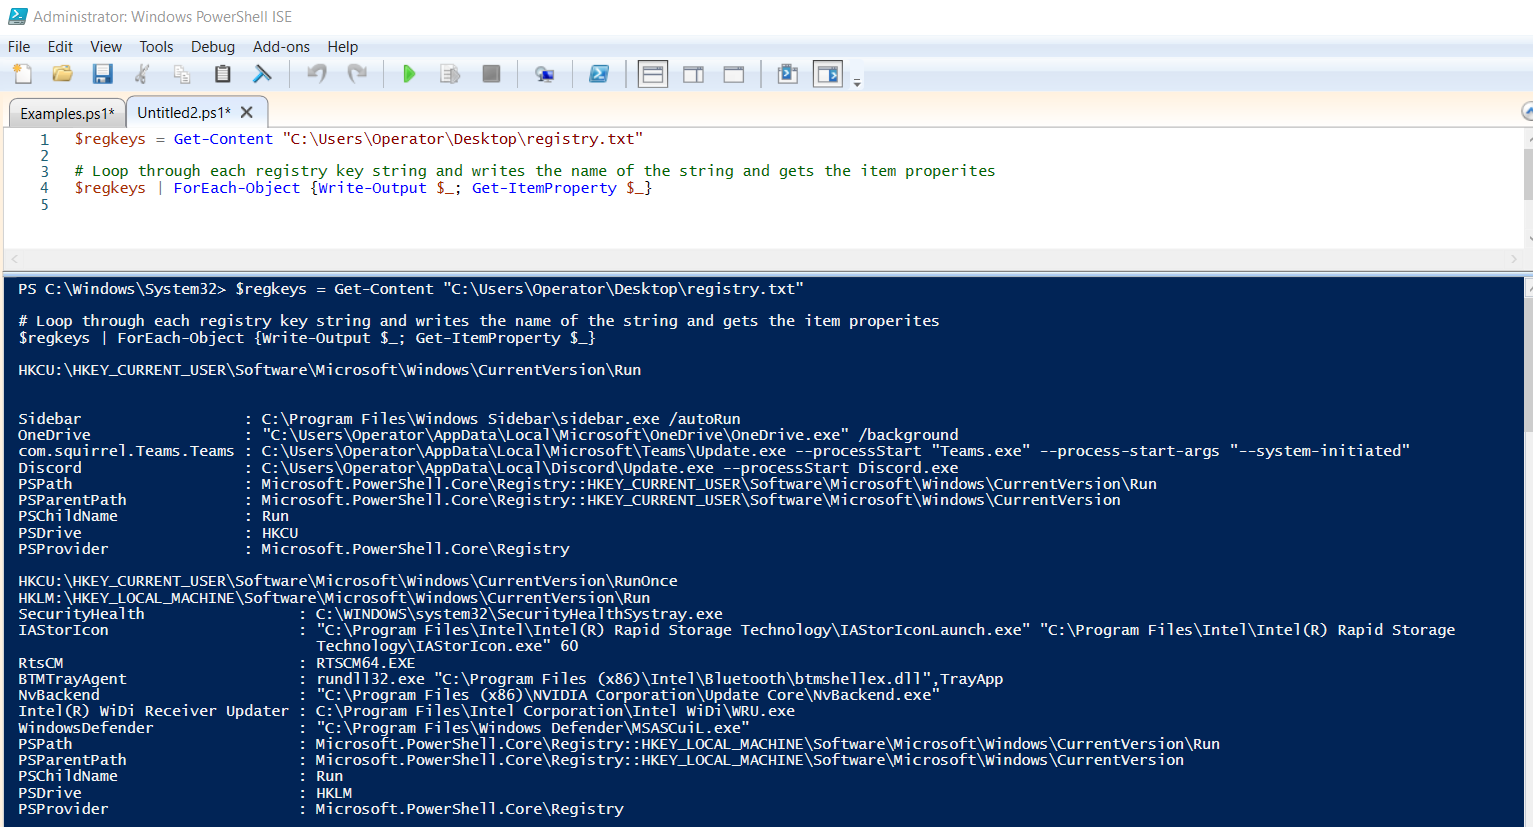 Administrator: Windows PowerShell ISE
File Edit View Tools Debug Add-ons Help
Examples.ps1* Untitled2.ps1*
1 $regkeys = Get-Content "C:\Users\Operator\Desktop\registry.txt"
2
3 # Loop through each registry key string and writes the name of the string and gets the item properites
4 $regkeys | ForEach-Object {Write-Output $_; Get-ItemProperty $_}
5
PS C:\Windows\System32> $regkeys = Get-Content "C:\Users\Operator\Desktop\registry.txt"
# Loop through each registry key string and writes the name of the string and gets the item properites
$regkeys | ForEach-Object {Write-Output $_; Get-ItemProperty $_}
HKCU:\HKEY_CURRENT_USER\Software\Microsoft\Windows\CurrentVersion\Run
Sidebar : C:\Program Files\Windows Sidebar\sidebar.exe /autoRun
OneDrive : "C:\Users\Operator\AppData\Local\Microsoft\OneDrive\OneDrive.exe" /background
com.squirrel.Teams.Teams : C:\Users\Operator\AppData\Local\Microsoft\Teams\Update.exe --processStart "Teams.exe" --process-start-args "--system-initiated"
Discord : C:\Users\Operator\AppData\Local\Discord\Update.exe --processStart Discord.exe
PSPath : Microsoft.PowerShell.Core\Registry::HKEY_CURRENT_USER\Software\Microsoft\Windows\CurrentVersion\Run
PSParentPath : Microsoft.PowerShell.Core\Registry::HKEY_CURRENT_USER\Software\Microsoft\Windows\CurrentVersion
PSChildName : Run
PSDrive : HKCU
PSProvider : Microsoft.PowerShell.Core\Registry
HKCU:\HKEY_CURRENT_USER\Software\Microsoft\Windows\CurrentVersion\RunOnce
HKLM:\HKEY_LOCAL_MACHINE\Software\Microsoft\Windows\CurrentVersion\Run
SecurityHealth : C:\WINDOWS\system32\SecurityHealthSystray.exe
IAStorIcon : "C:\Program Files\Intel\Intel(R) Rapid Storage Technology\IAStorIconLaunch.exe" "C:\Program Files\Intel\Intel(R) Rapid Storage
Technology\IAStorIcon.exe" 60
RtsCM : RTSCM64.EXE
BTMTrayAgent : rundll32.exe "C:\Program Files (x86)\Intel\Bluetooth\btmshellex.dll",TrayApp
NvBackend : "C:\Program Files (x86)\NVIDIA Corporation\Update Core\NvBackend.exe"
Intel(R) WiDi Receiver Updater : C:\Program Files\Intel Corporation\Intel WiDi\WRU.exe
WindowsDefender : "C:\Program Files\Windows Defender\MSASCuiL.exe"
PSPath : Microsoft.PowerShell.Core\Registry::HKEY_LOCAL_MACHINE\Software\Microsoft\Windows\CurrentVersion\Run
PSParentPath : Microsoft.PowerShell.Core\Registry::HKEY_LOCAL_MACHINE\Software\Microsoft\Windows\CurrentVersion
PSChildName : Run
PSDrive : HKLM
PSProvider : Microsoft.PowerShell.Core\Registry